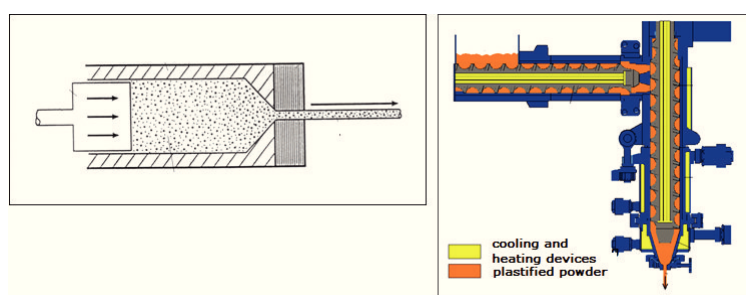 cooling and
heating devices
plastified powder